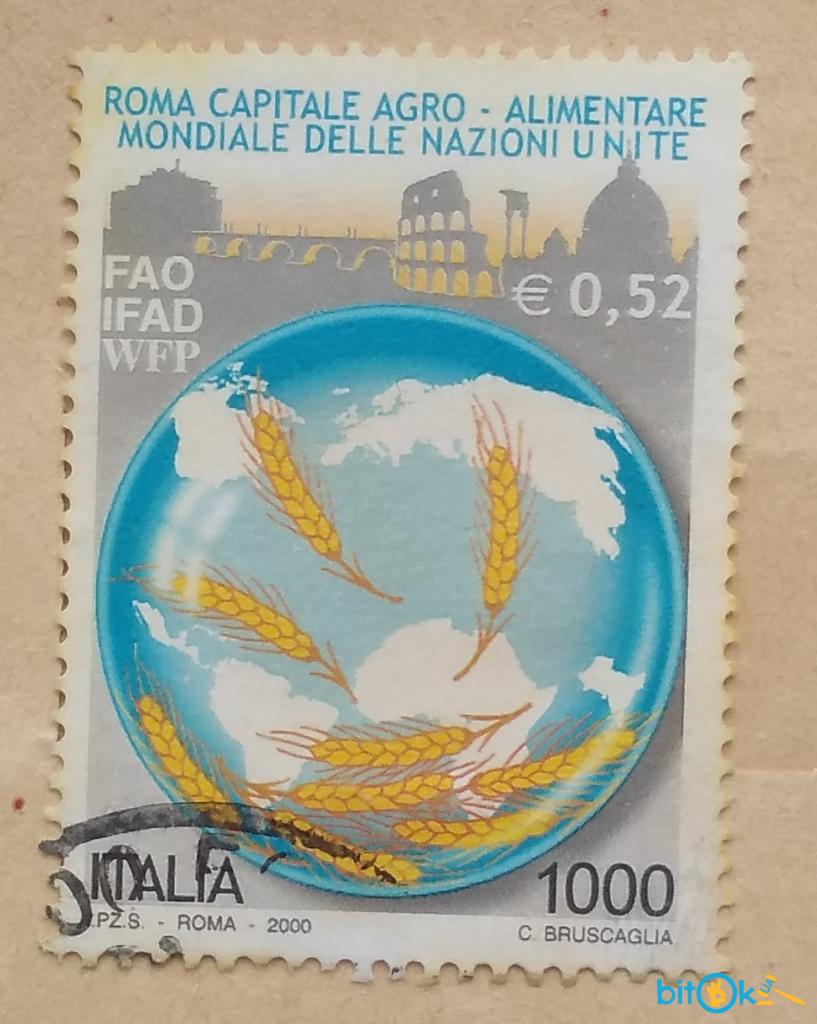 ROMA CAPITALE AGRO - ALIMENTARE
MONDIALE DELLE NAZIONI UNITE
FAO
IFAD
WFP
€ 0,52
ITALIA
1000
I.P.Z.S. - ROMA - 2000
C. BRUSCAGLIA
bitOk.ua